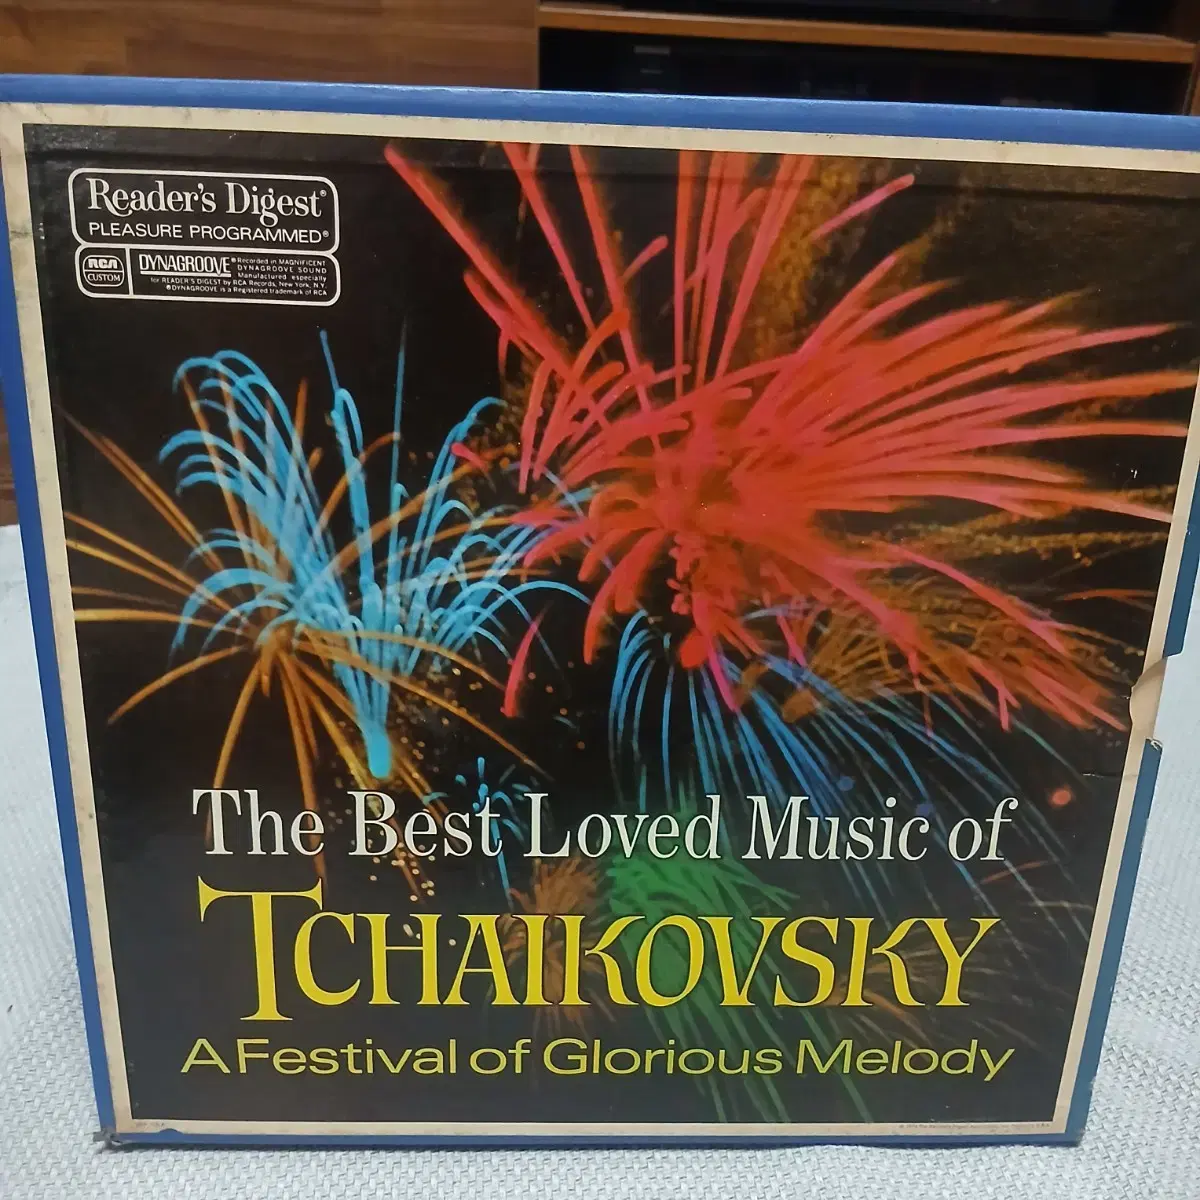 Reader's Digest®
PLEASURE PROGRAMMED®
RCA
CUSTOM
DYNAGROOVE
® Recorded in MAGNIFICENT
DYNAGROOVE SOUND
Manufactured especially
for READER'S DIGEST by RCA Records, New York, N.Y.
®DYNAGROOVE is a Registered trademark of RCA
The Best Loved Music of
TCHAIKOVSKY
A Festival of Glorious Melody